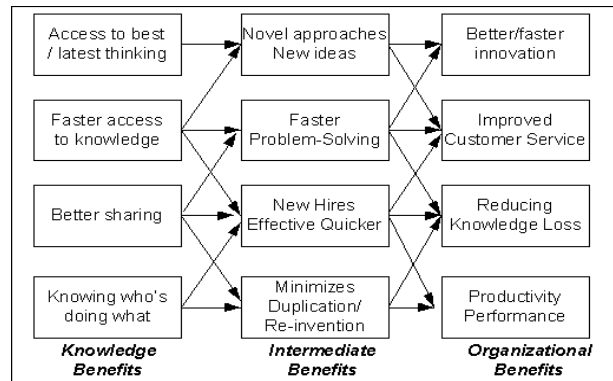 Access to best
/ latest thinking
Novel approaches
New ideas
Better/faster
innovation
Faster access
to knowledge
Faster
Problem-Solving
Improved
Customer Service
Better sharing
New Hires
Effective Quicker
Reducing
Knowledge Loss
Knowing who's
doing what
Minimizes
Duplication/
Re-invention
Productivity
Performance
Knowledge
Benefits
Intermediate
Benefits
Organizational
Benefits